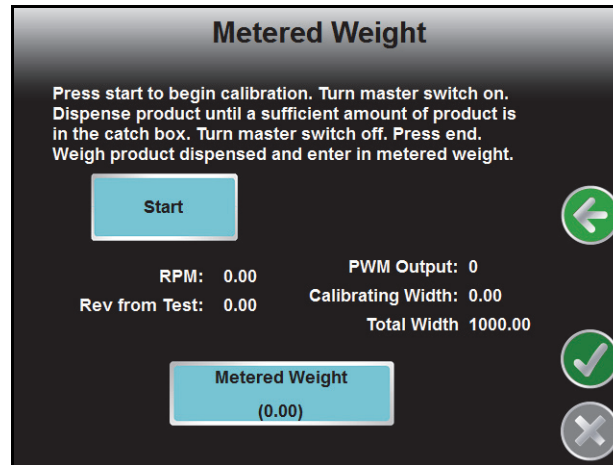 Metered Weight
Press start to begin calibration. Turn master switch on.
Dispense product until a sufficient amount of product is
in the catch box. Turn master switch off. Press end.
Weigh product dispensed and enter in metered weight.
Start
RPM: 0.00
Rev from Test: 0.00
PWM Output: 0
Calibrating Width: 0.00
Total Width 1000.00
Metered Weight
(0.00)